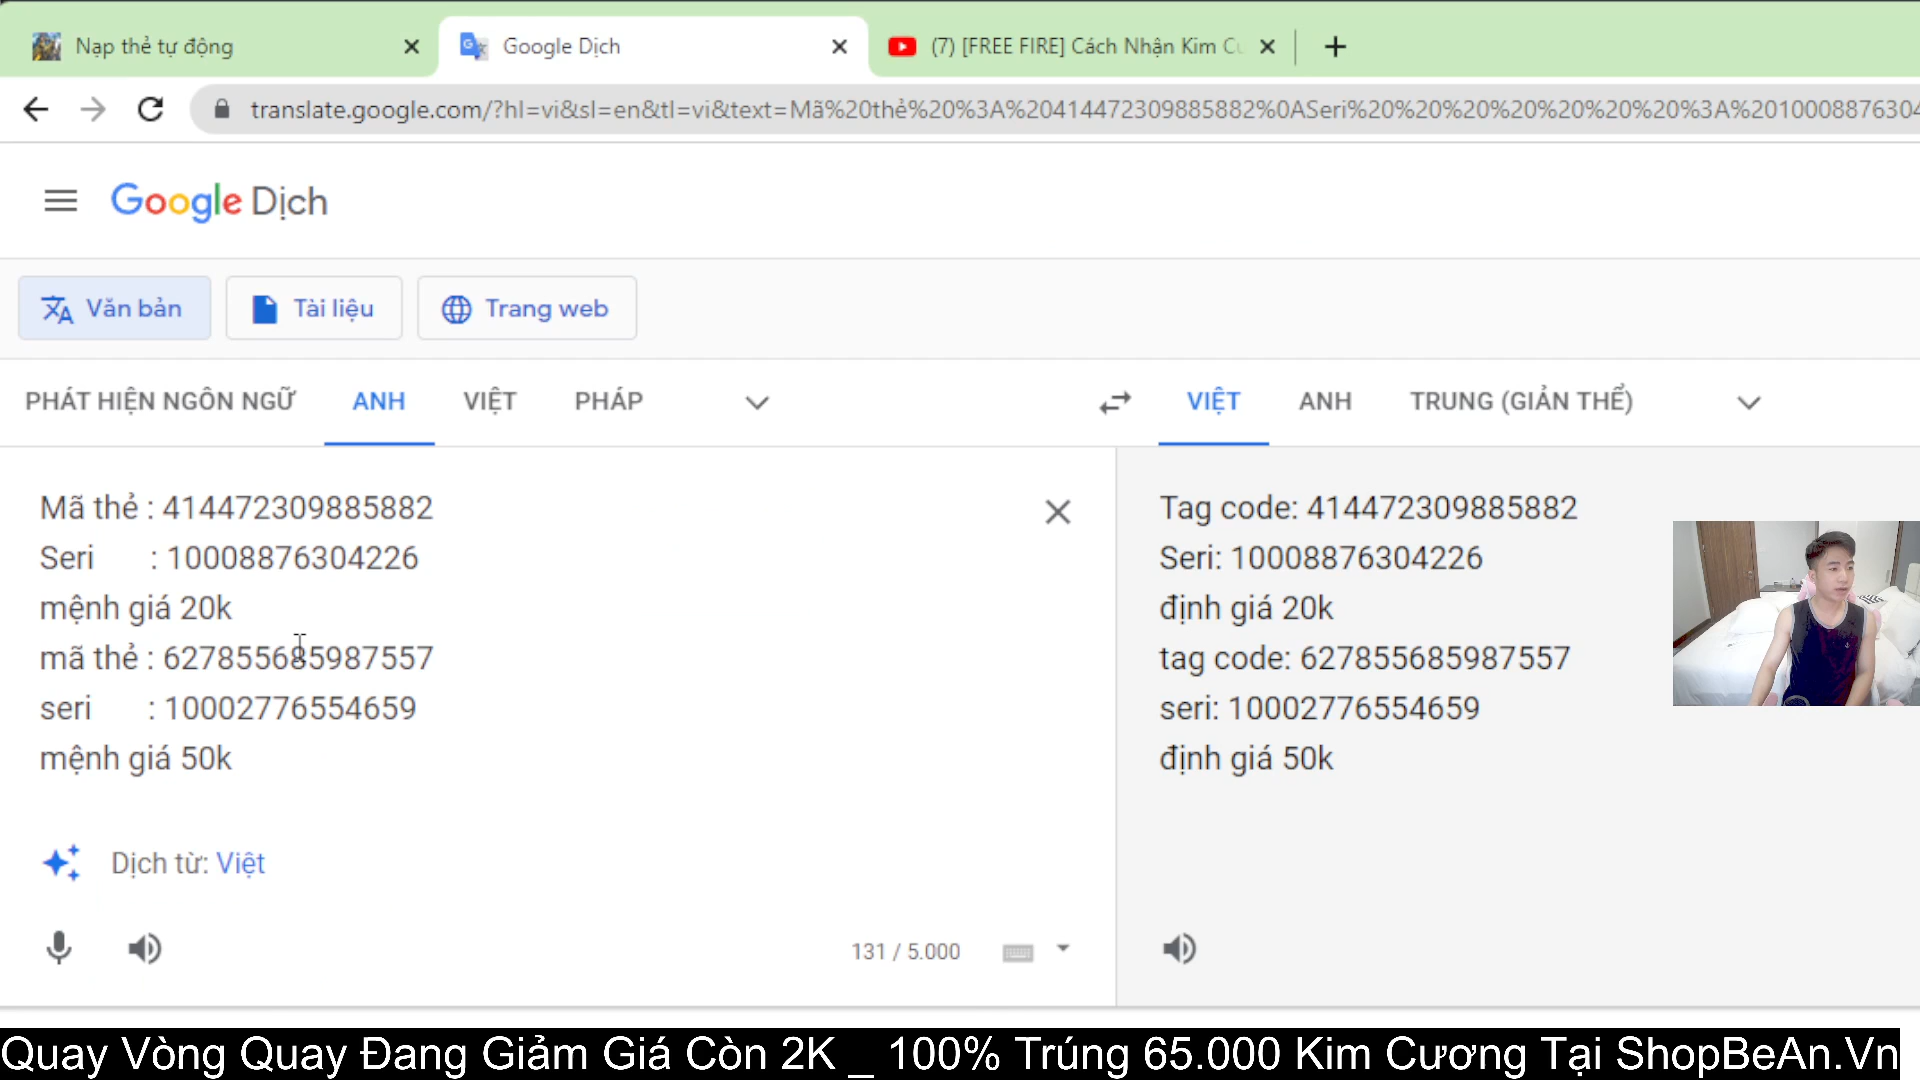 Nạp thẻ tự động
Google Dịch
(7) [FREE FIRE] Cách Nhận Kim C
translate.google.com/?hl=vi&sl=en&tl=vi&text=Mã%20thẻ%20%3A%20414472309885882%0ASeri%20%20%20%20%20%20%20%3A%2010008876304
Google Dịch
Văn bản
Tài liệu
Trang web
PHÁT HIỆN NGÔN NGỮ ANH VIỆT PHÁP
VIỆT ANH TRUNG (GIẢN THỂ)
Mã thẻ : 414472309885882
Seri : 10008876304226
mệnh giá 20k
mã thẻ : 627855685987557
seri : 10002776554659
mệnh giá 50k
Tag code: 414472309885882
Seri: 10008876304226
định giá 20k
tag code: 627855685987557
seri: 10002776554659
định giá 50k
Dịch từ: Việt
131 / 5.000
Quay Vòng Quay Đang Giảm Giá Còn 2K _ 100% Trúng 65.000 Kim Cương Tại ShopBeAn.Vn